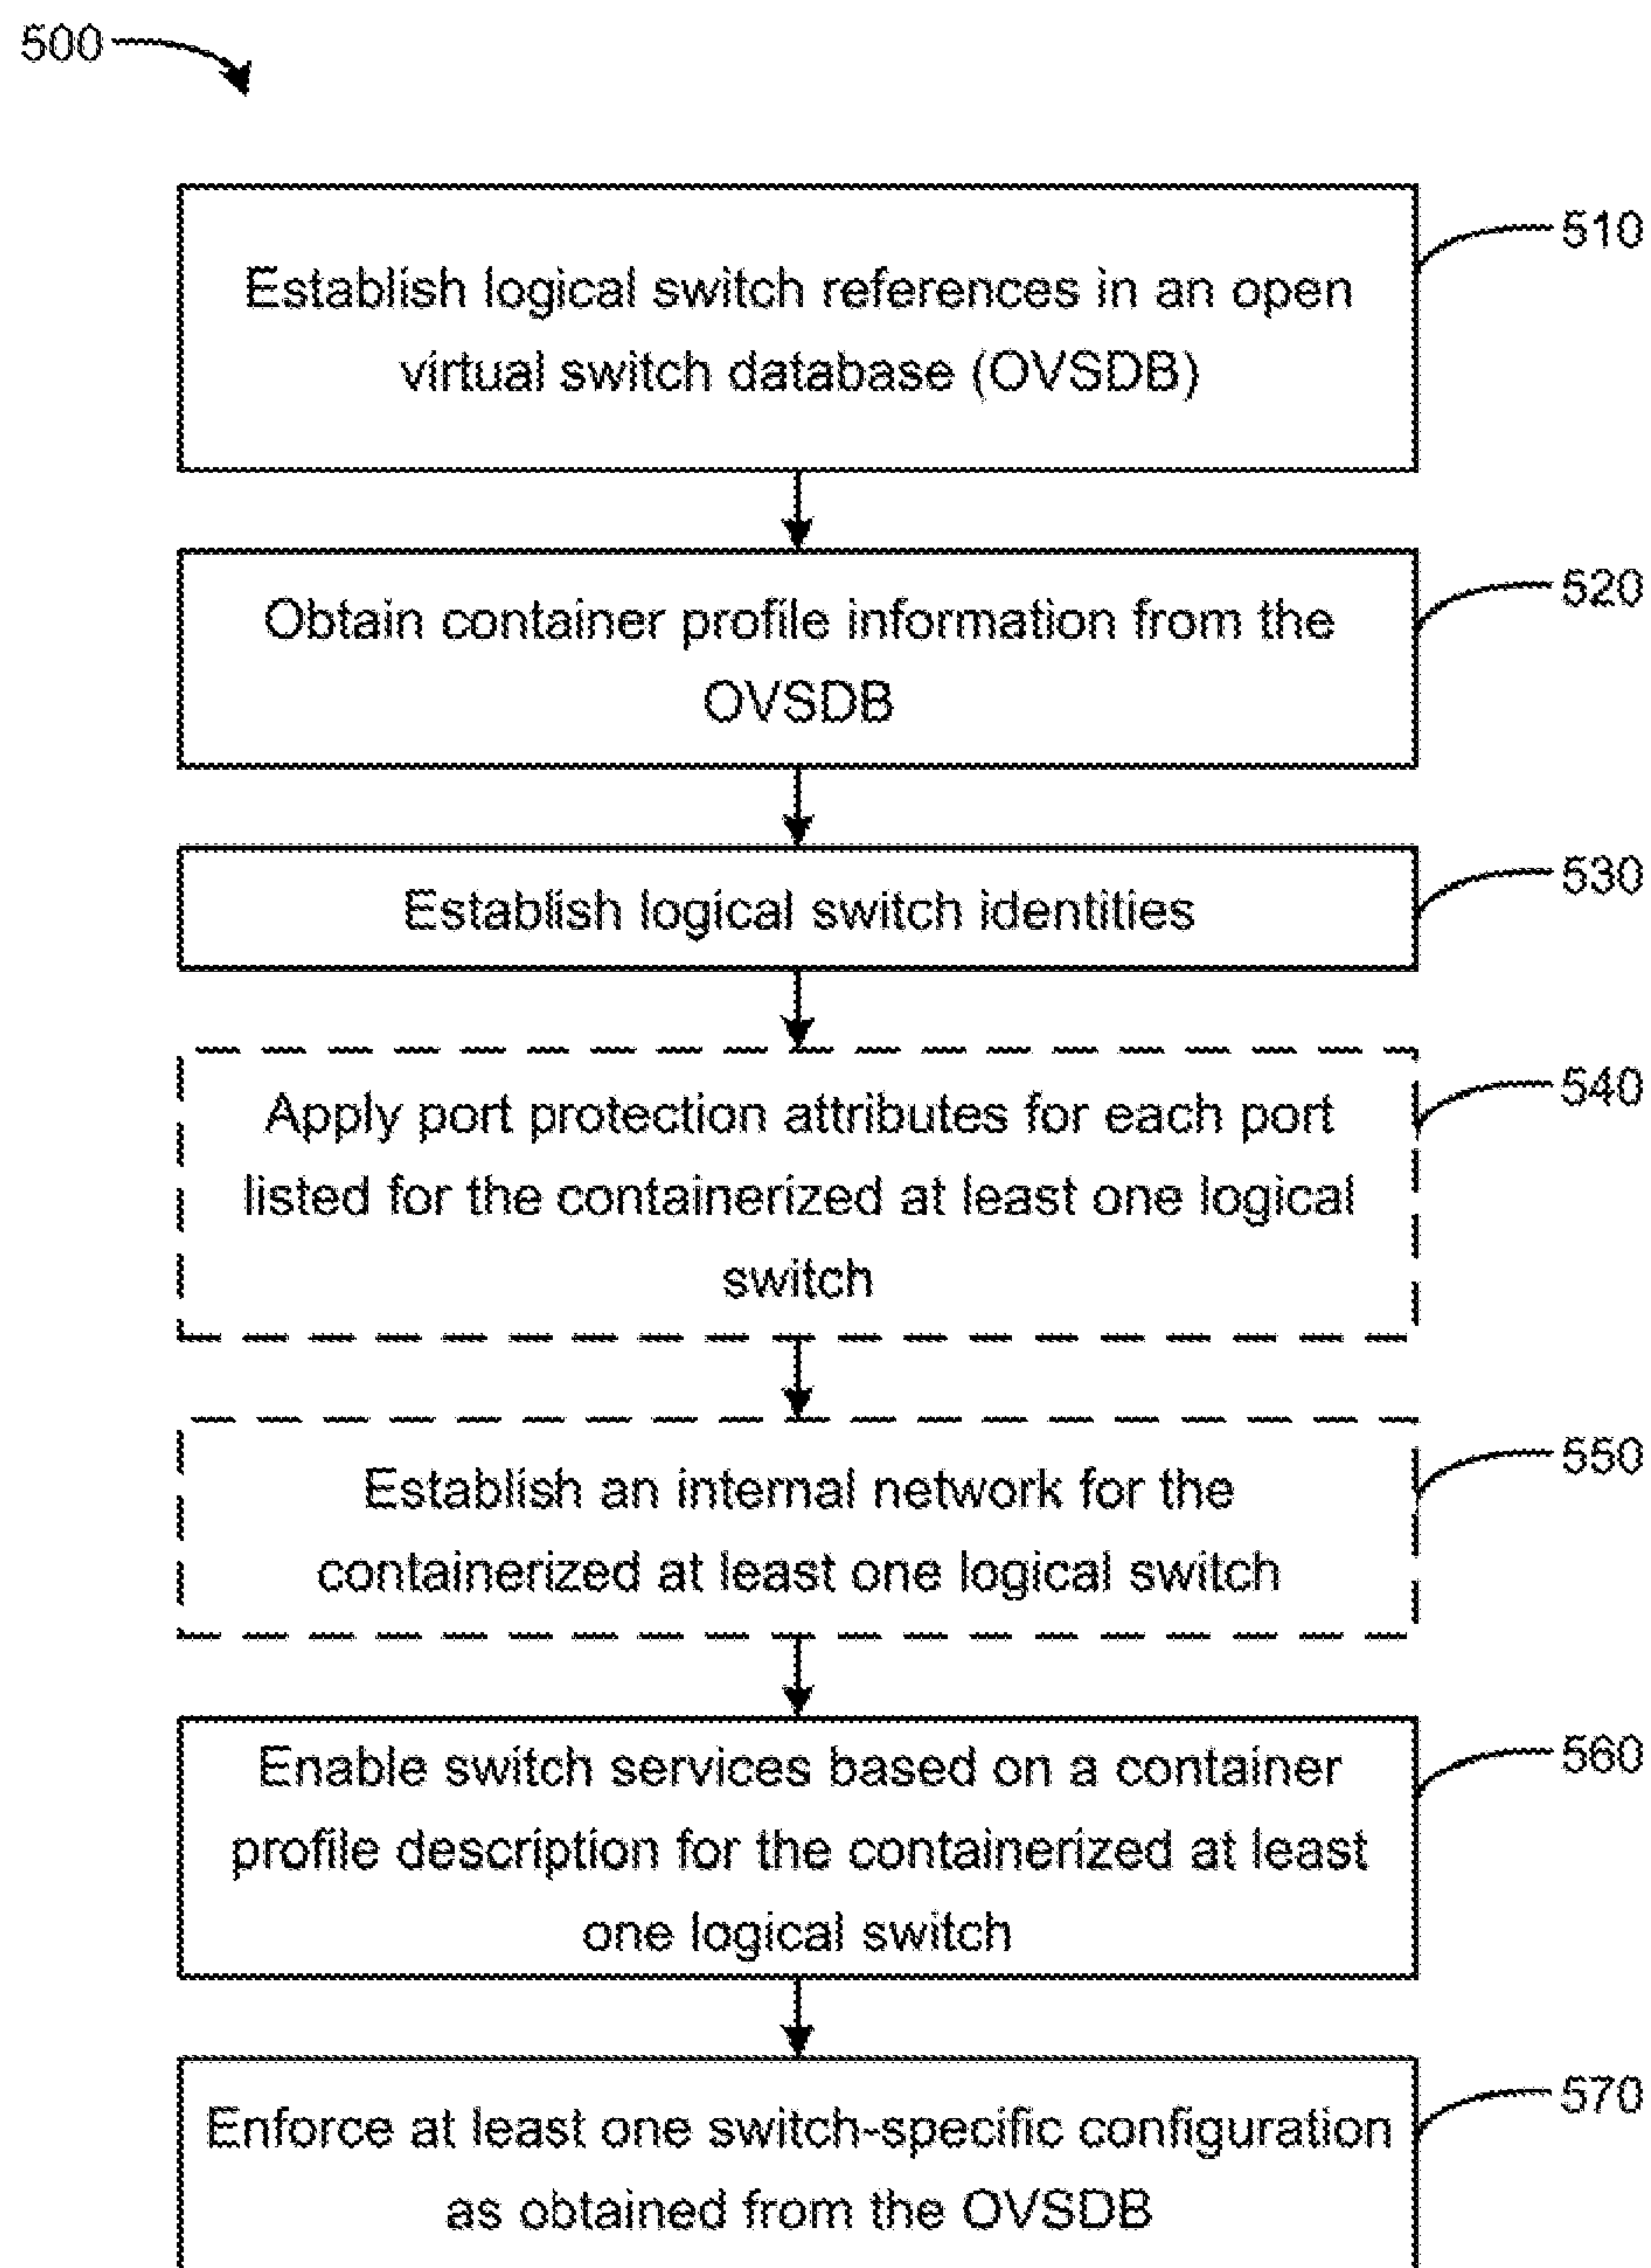 500
Establish logical switch references in an open
virtual switch database (OVSDB)
510
Obtain container profile information from the
OVSDB
520
Establish logical switch identities
530
Apply port protection attributes for each port
listed for the containerized at least one logical
switch
540
Establish an internal network for the
containerized at least one logical switch
550
Enable switch services based on a container
profile description for the containerized at least
one logical switch
560
Enforce at least one switch-specific configuration
as obtained from the OVSDB
570